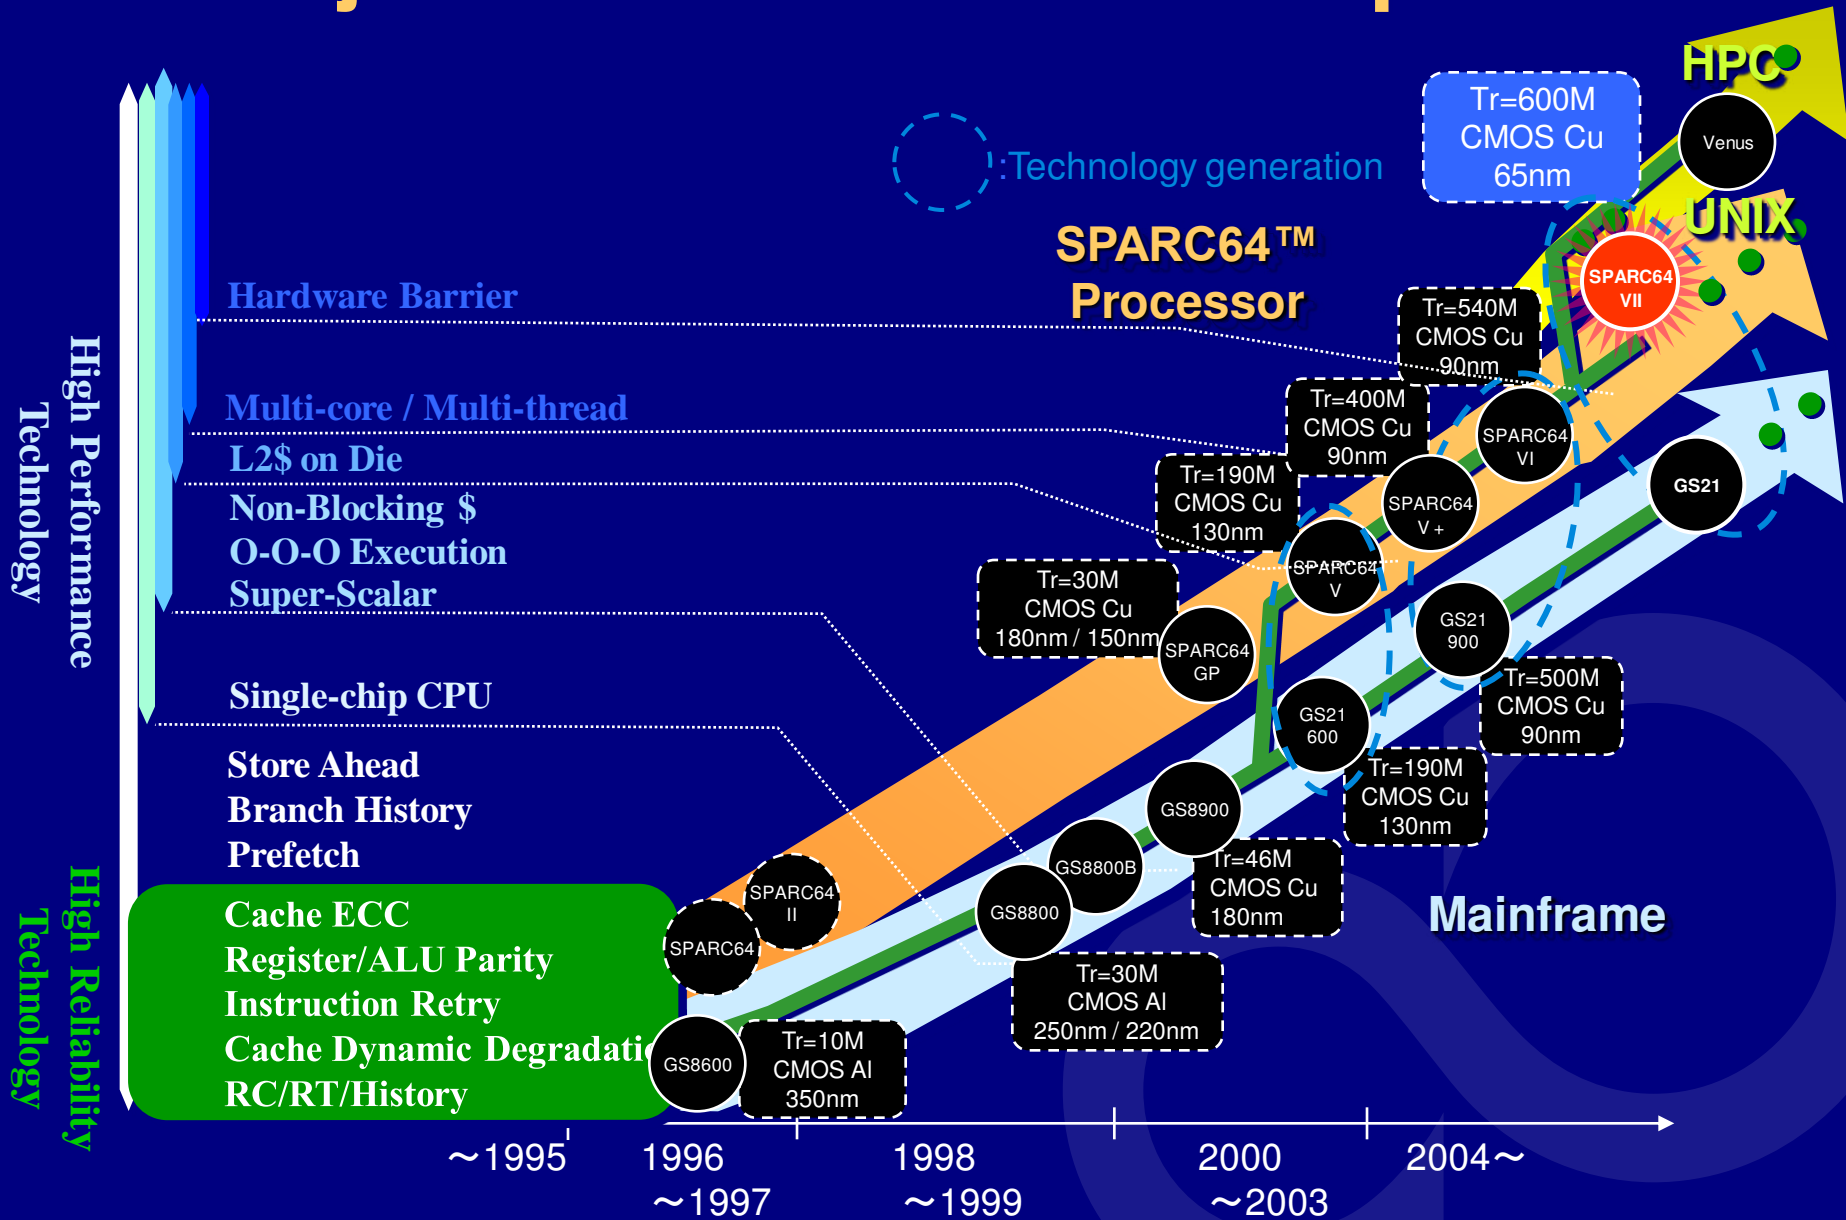 HPC
Tr=600M
CMOS Cu
65nm
Venus
:Technology generation
UNIX
SPARC64™
Processor
SPARC64
VII
Hardware Barrier
Tr=540M
CMOS Cu
90nm
High Performance
Technology
Multi-core / Multi-thread
Tr=400M
CMOS Cu
90nm
SPARC64
VI
L2$ on Die
Tr=190M
CMOS Cu
130nm
SPARC64
V +
GS21
Non-Blocking $
O-O-O Execution
Super-Scalar
SPARC64
V
Tr=30M
CMOS Cu
180nm / 150nm
SPARC64
GP
GS21
900
Tr=500M
CMOS Cu
90nm
Single-chip CPU
GS21
600
Tr=190M
CMOS Cu
130nm
Store Ahead
Branch History
Prefetch
GS8900
Tr=46M
CMOS Cu
180nm
GS8800B
GS8800
Mainframe
SPARC64
II
SPARC64
High Reliability
Technology
Cache ECC
Register/ALU Parity
Instruction Retry
Cache Dynamic Degradatio
RC/RT/History
Tr=30M
CMOS Al
250nm / 220nm
GS8600
Tr=10M
CMOS Al
350nm
～1995 1996 1998 2000 2004～
～1997 ～1999 ～2003